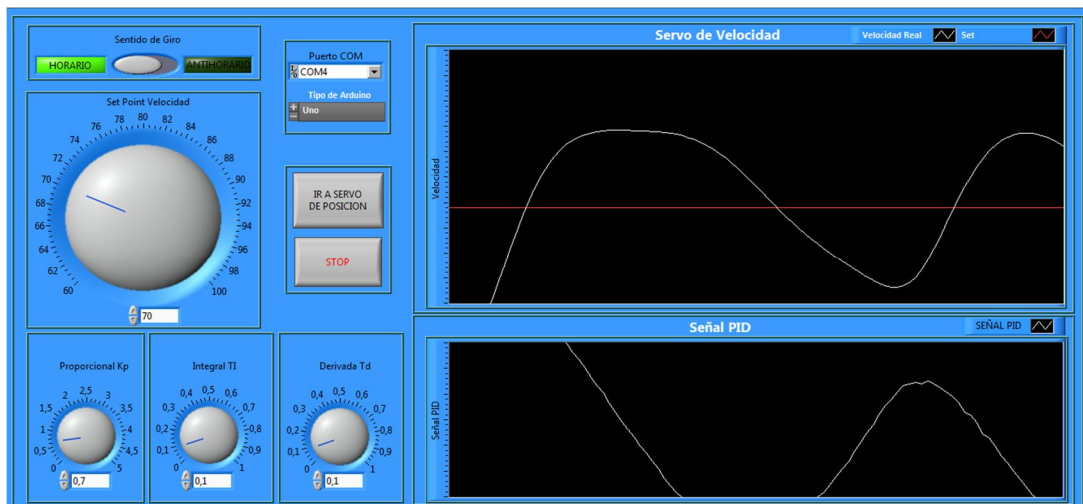 Sentido de Giro
HORARIO
ANTIHORARIO
Set Point Velocidad
60
62
64
66
68
70
72
74
76
78
80
82
84
86
88
90
92
94
96
98
100
70
Puerto COM
COM4
Tipo de Arduino
Uno
IR A SERVO
DE POSICION
STOP
Servo de Velocidad
Velocidad Real
Set
Velocidad
Señal PID
SEÑAL PID
Señal PID
Proporcional Kp
0
0,5
1
1,5
2
2,5
3
3,5
4
4,5
5
0,7
Integral TI
0
0,1
0,2
0,3
0,4
0,5
0,6
0,7
0,8
0,9
1
0,1
Derivada Td
0
0,1
0,2
0,3
0,4
0,5
0,6
0,7
0,8
0,9
1
0,1